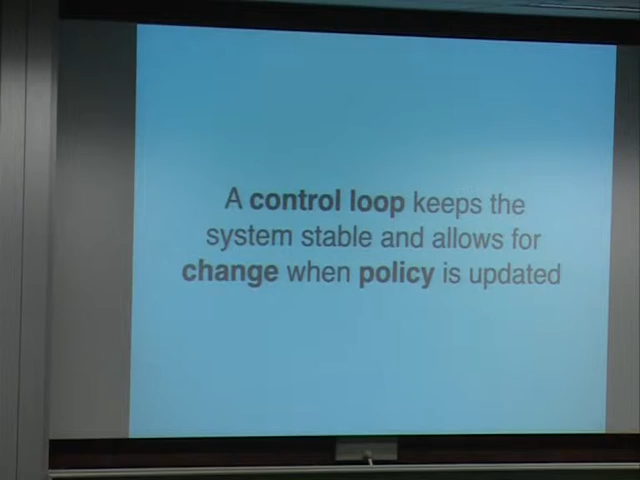 A control loop keeps the
system stable and allows for
change when policy is updated